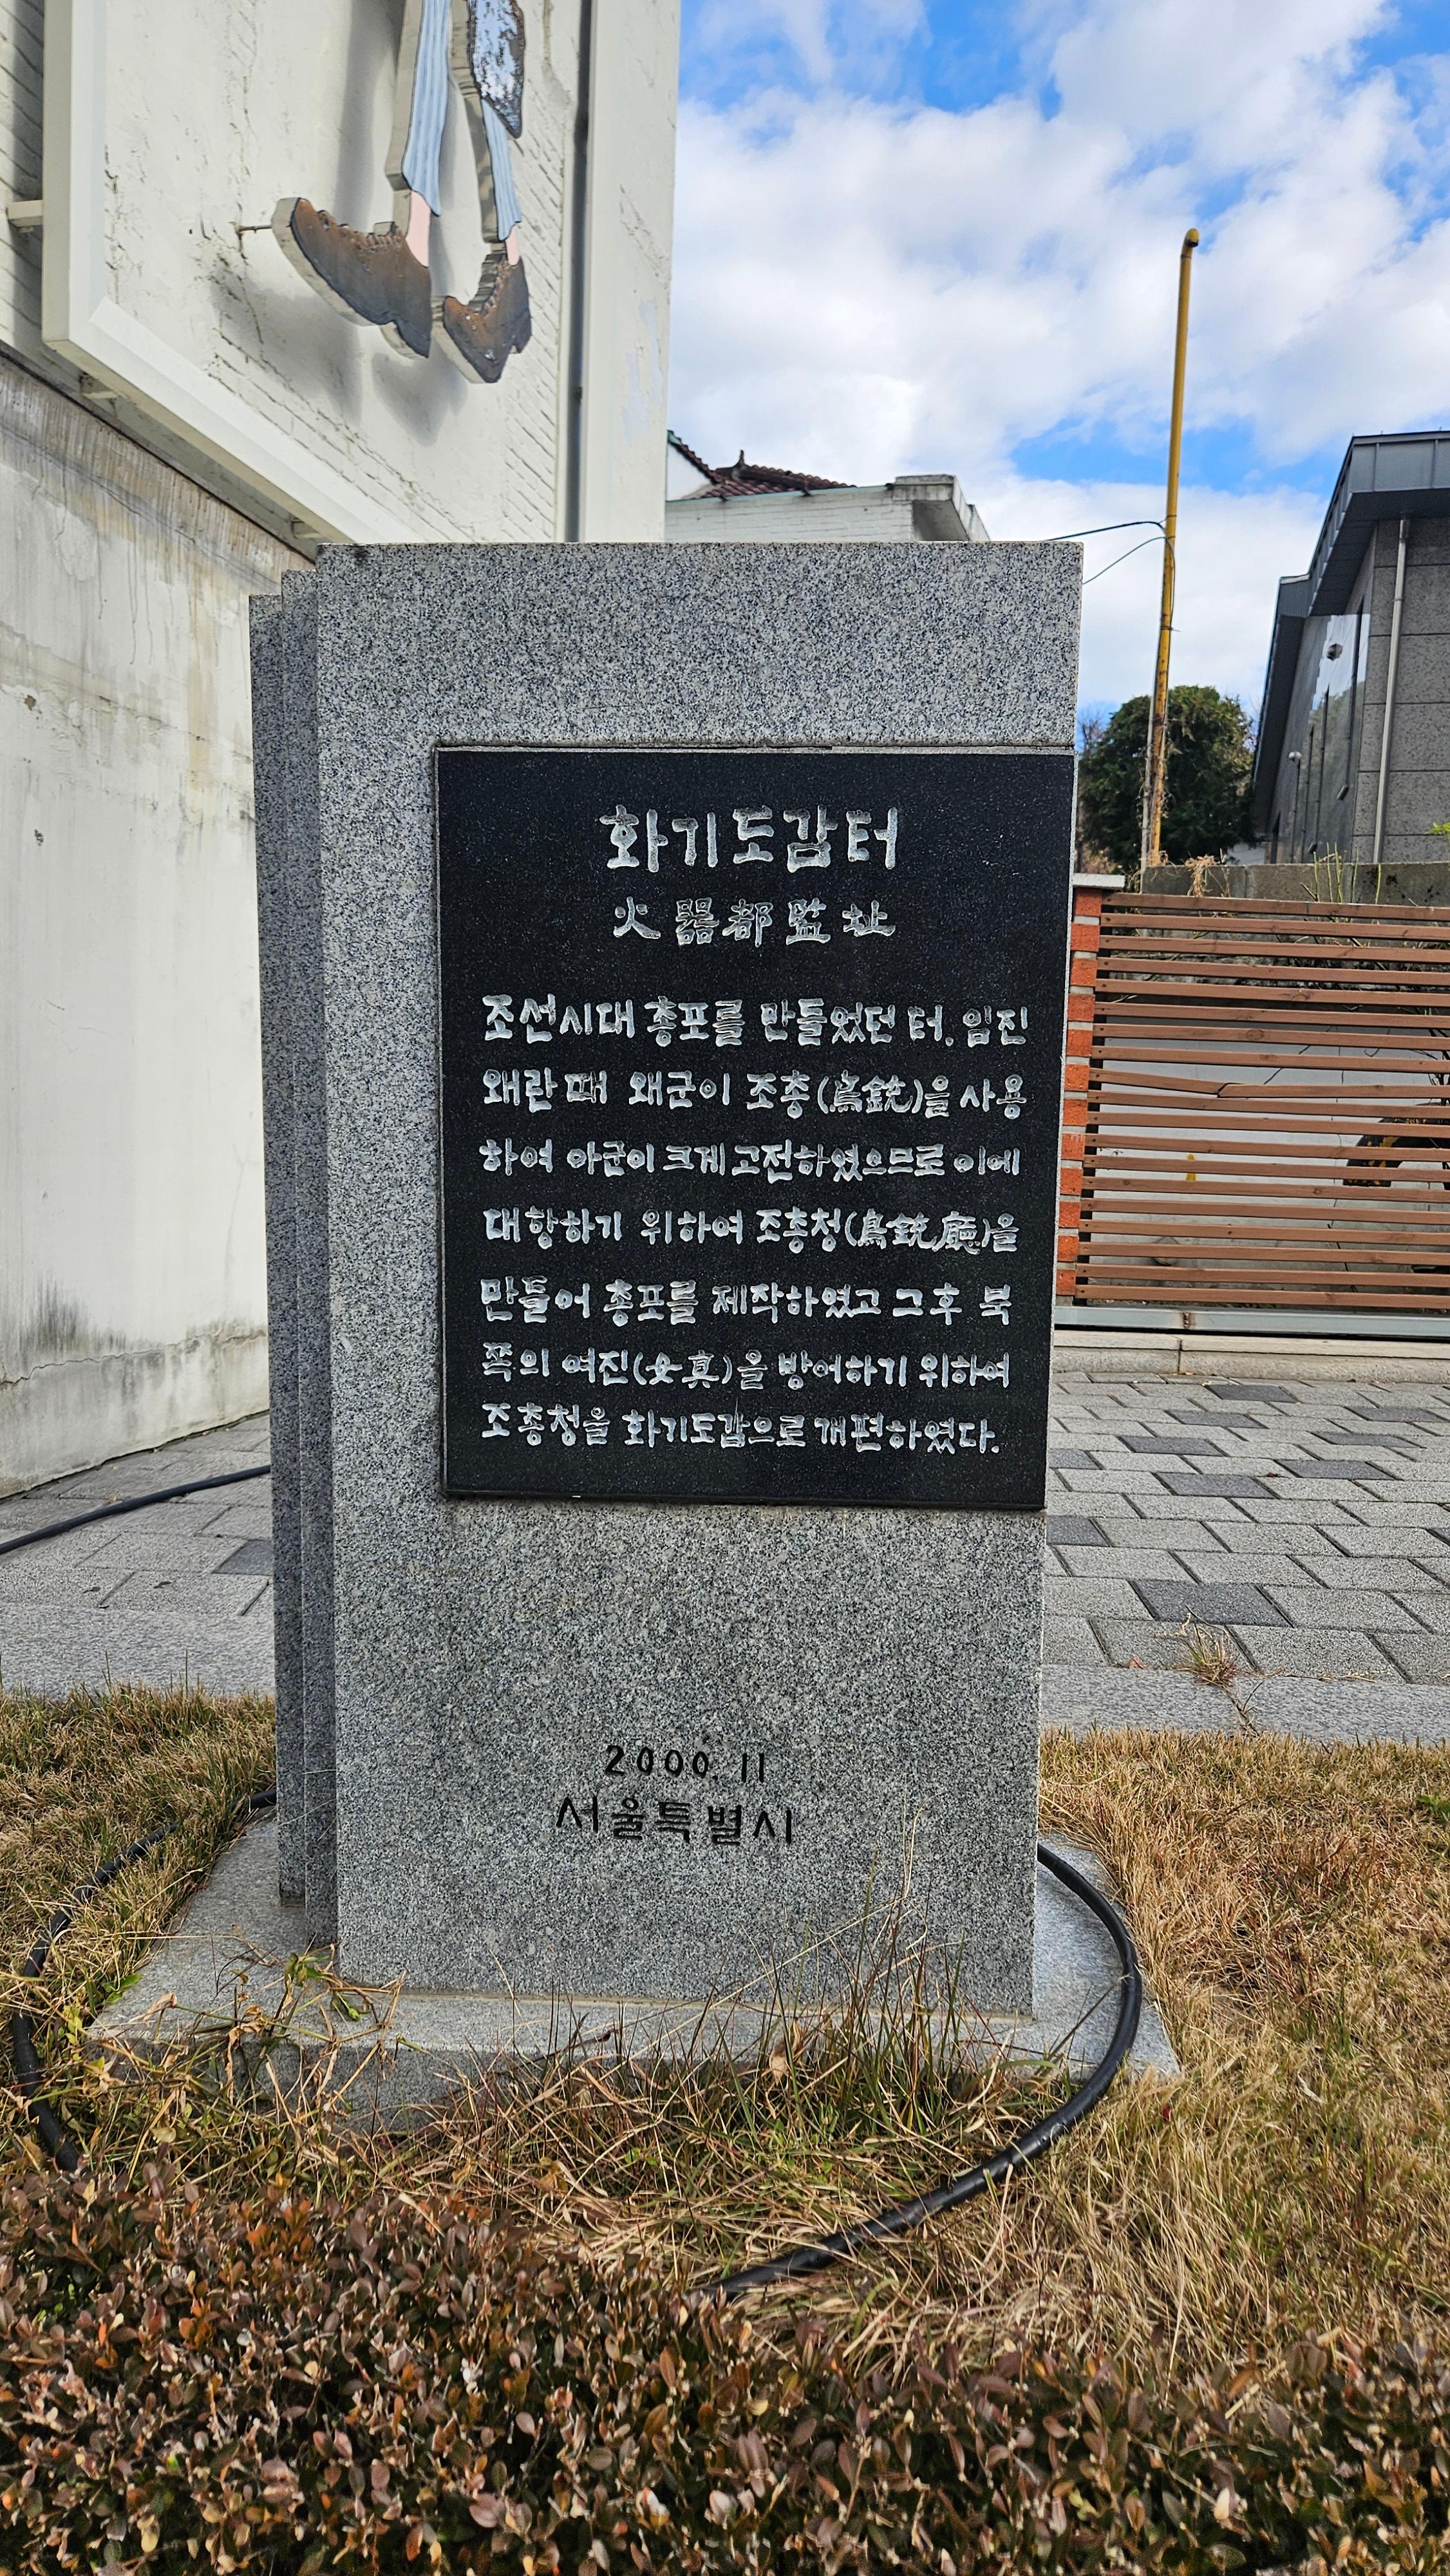 화기도감터
火器都監址
조선시대 총포를 만들었던 터. 임진
왜란 때 왜군이 조총(鳥銃)을 사용
하여 아군이 크게 고전하였으므로 이에
대항하기 위하여 조총청(鳥銃廳)을
만들어 총포를 제작하였고 그후 북
쪽의 여진(女真)을 방어하기 위하여
조총청을 화기도감으로 개편하였다.
2000. 11
서울특별시